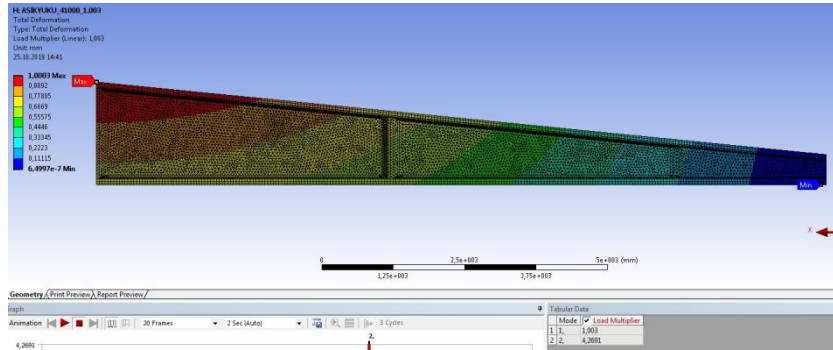 H: ASIKYUKU_41000_1.003
Total Deformation
Type: Total Deformation
Load Multiplier (Linear): 1,003
Unit: mm
25.10.2019 14:41
1,0003 Max
0,8892
0,77805
0,6669
0,55575
0,4446
0,33345
0,2223
0,11115
6,4997e-7 Min
Max
Min
X
0 2,5e+003 5e+003 (mm)
1,25e+003 3,75e+003
Geometry Print Preview Report Preview
raph
Tabular Data
Animation 20 Frames 2 Sec (Auto) 3 Cycles
Mode Load Multiplier
1 1, 1,003
2 2, 4,2691
2,
4,2691